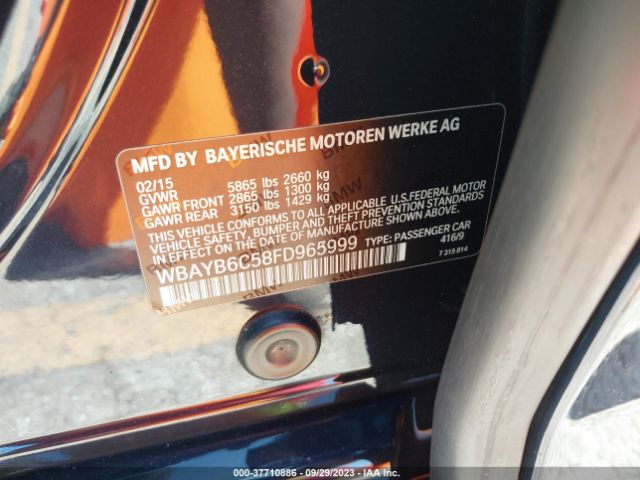 MFD BY BAYERISCHE MOTOREN WERKE AG
02/15
GVWR 5865 lbs 2660 kg
GAWR FRONT 2865 lbs 1300 kg
GAWR REAR 3150 lbs 1429 kg
THIS VEHICLE CONFORMS TO ALL APPLICABLE U.S.FEDERAL MOTOR
VEHICLE SAFETY, BUMPER AND THEFT PREVENTION STANDARDS
IN EFFECT ON THE DATE OF MANUFACTURE SHOWN ABOVE.
WBAYB6C58FD965999 TYPE: PASSENGER CAR
416/9
7 315 814
000-37710886 - 09/29/2023 - IAA Inc.